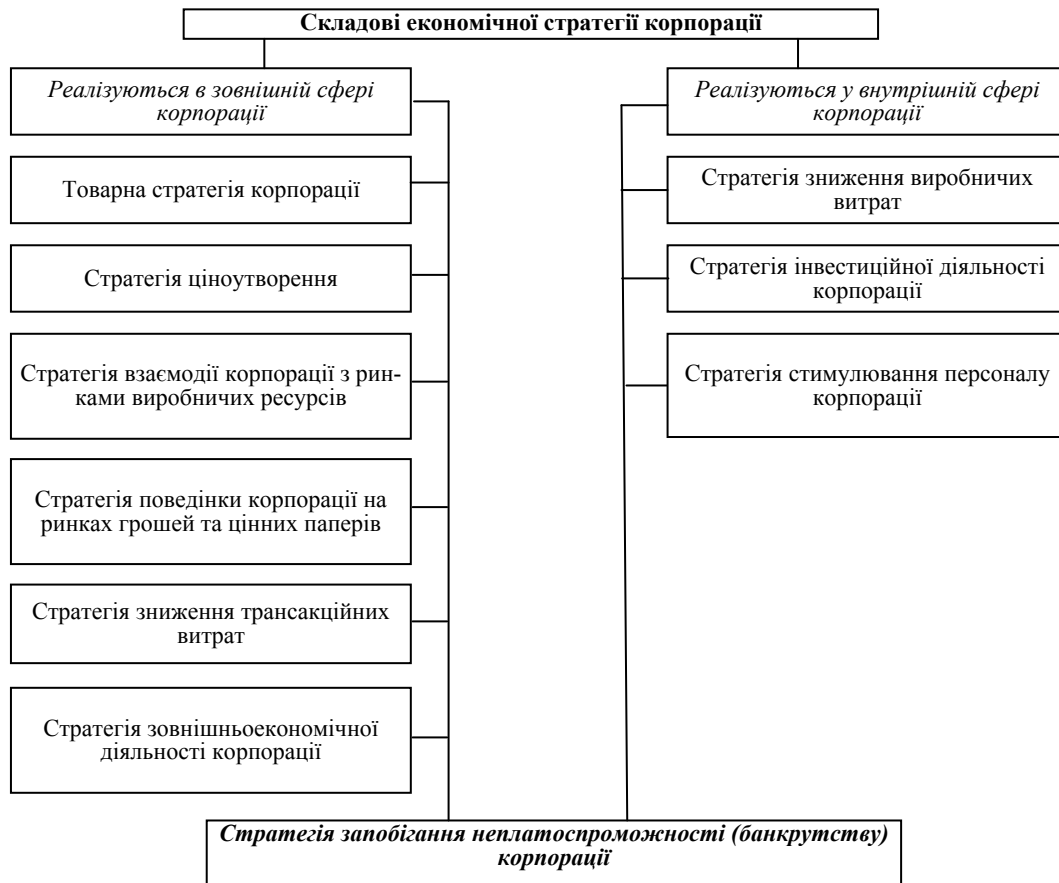 Складові економічної стратегії корпорації
Реалізуються в зовнішній сфері
корпорації
Товарна стратегія корпорації
Стратегія ціноутворення
Стратегія взаємодії корпорації з рин-
ками виробничих ресурсів
Стратегія поведінки корпорації на
ринках грошей та цінних паперів
Стратегія зниження трансакційних
витрат
Стратегія зовнішньоекономічної
діяльності корпорації
Реалізуються у внутрішній сфері
корпорації
Стратегія зниження виробничих
витрат
Стратегія інвестиційної діяльності
корпорації
Стратегія стимулювання персоналу
корпорації
Стратегія запобігання неплатоспроможності (банкрутству)
корпорації